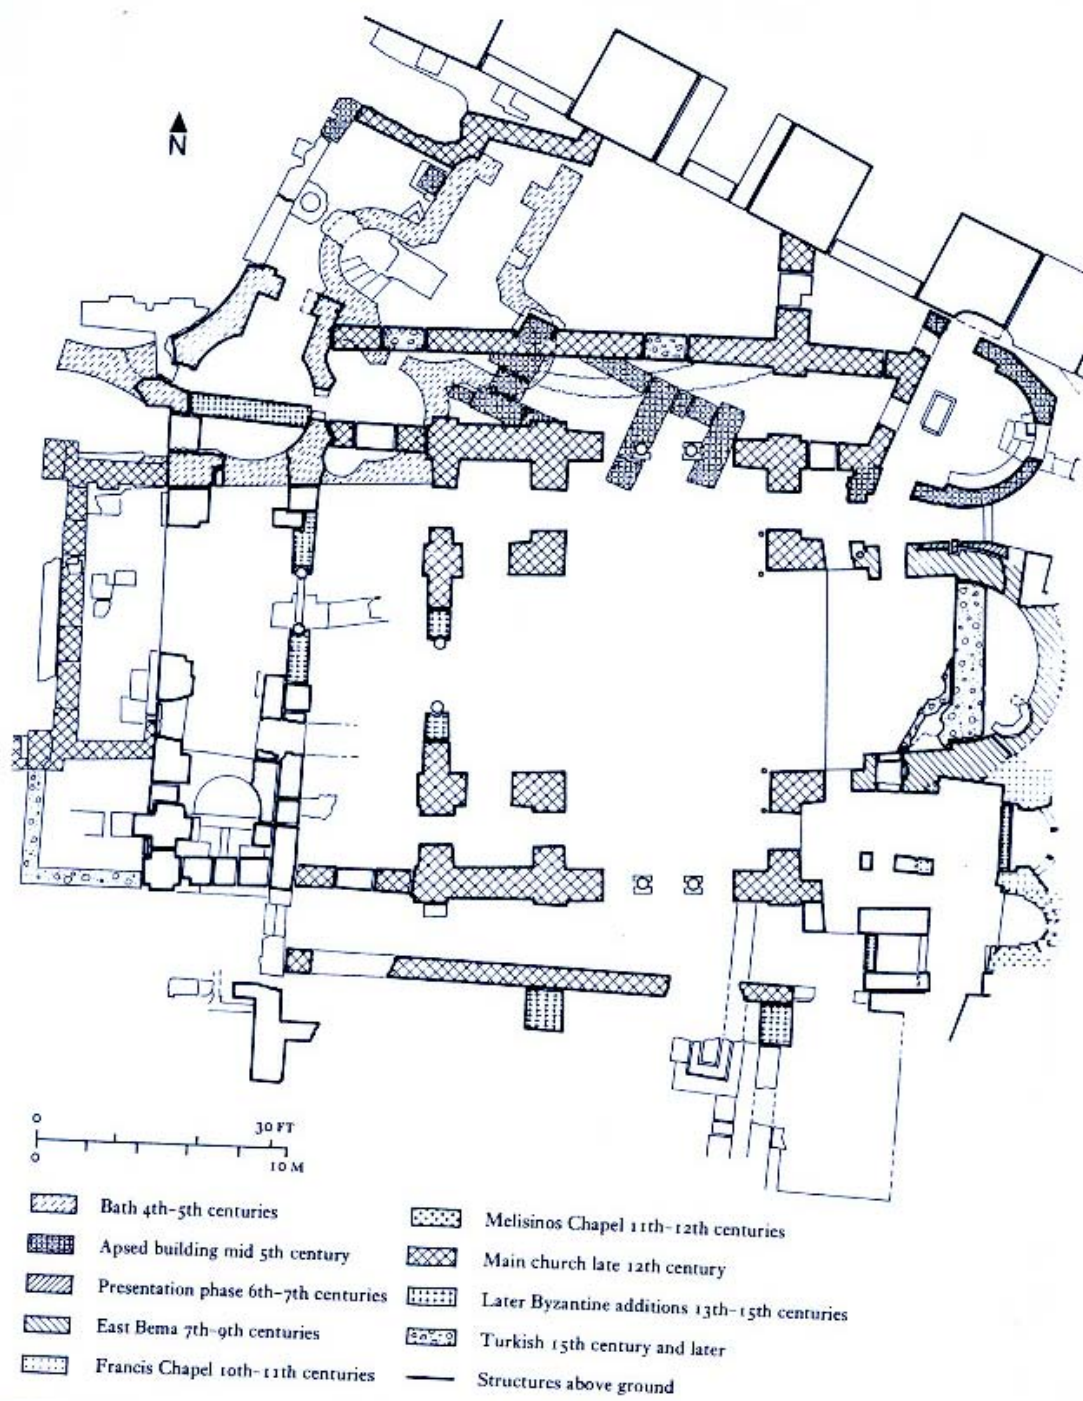 N
0 30 FT
0 10 M
Bath 4th–5th centuries
Apsed building mid 5th century
Presentation phase 6th–7th centuries
East Bema 7th–9th centuries
Francis Chapel 10th–11th centuries
Melisinos Chapel 11th–12th centuries
Main church late 12th century
Later Byzantine additions 13th–15th centuries
Turkish 15th century and later
Structures above ground